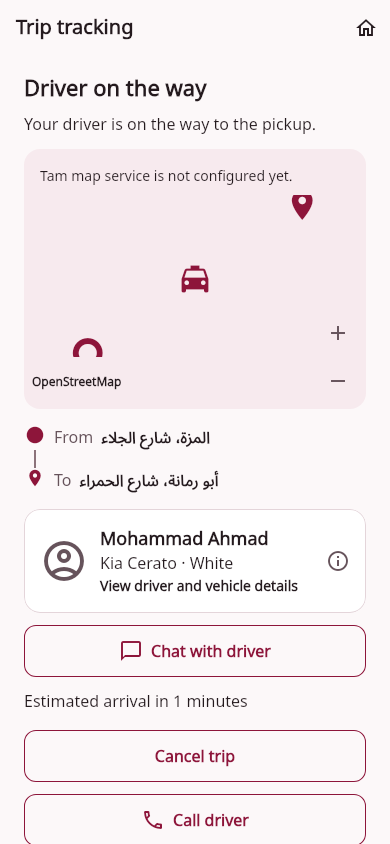 Trip tracking
Driver on the way
Your driver is on the way to the pickup.
Tam map service is not configured yet.
OpenStreetMap
From المزة، شارع الجلاء
To أبو رمانة، شارع الحمراء
Mohammad Ahmad
Kia Cerato · White
View driver and vehicle details
Chat with driver
Estimated arrival in 1 minutes
Cancel trip
Call driver